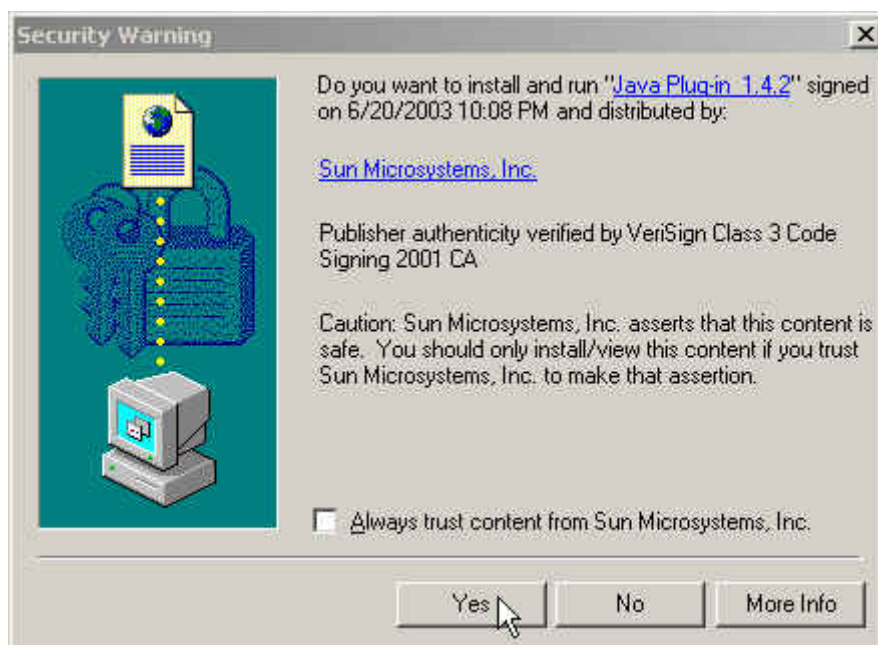 Security Warning
Do you want to install and run "Java Plug-in 1.4.2" signed
on 6/20/2003 10:08 PM and distributed by:
Sun Microsystems, Inc.
Publisher authenticity verified by VeriSign Class 3 Code
Signing 2001 CA
Caution: Sun Microsystems, Inc. asserts that this content is
safe. You should only install/view this content if you trust
Sun Microsystems, Inc. to make that assertion.
Always trust content from Sun Microsystems, Inc.
Yes No More Info